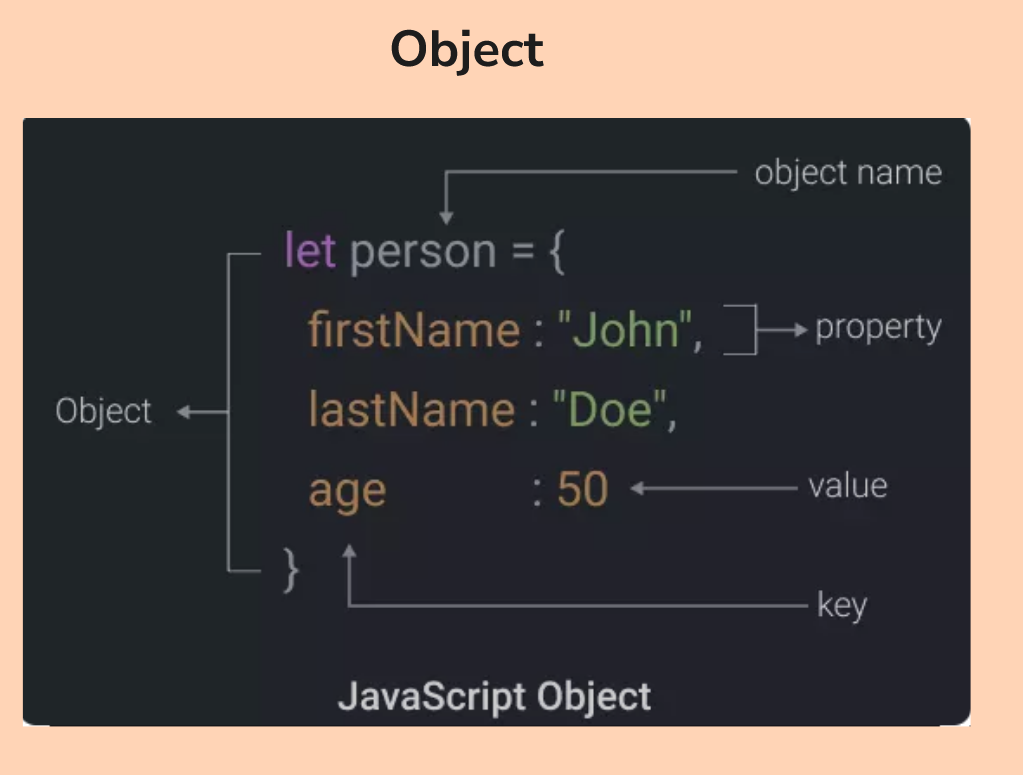 Object
object name
let person = {
firstName : "John", property
lastName : "Doe",
Object
age : 50 value
}
key
JavaScript Object